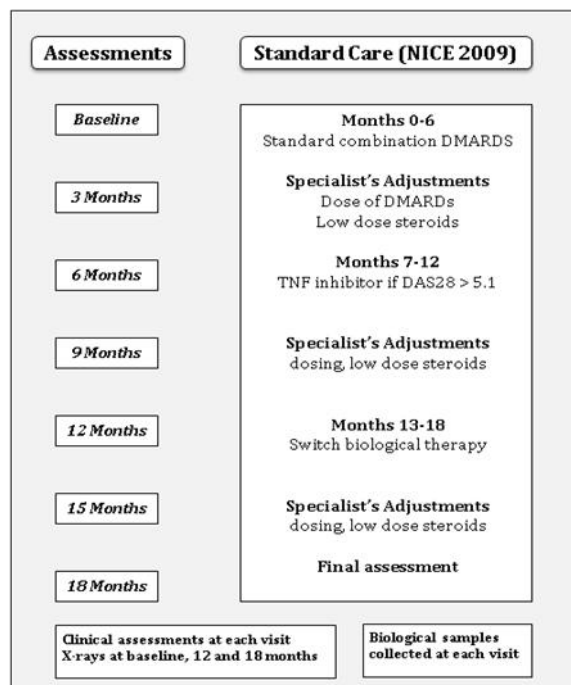 Assessments
Standard Care (NICE 2009)
Baseline
Months 0-6
Standard combination DMARDS
3 Months
Specialist's Adjustments
Dose of DMARDs
Low dose steroids
6 Months
Months 7-12
TNF inhibitor if DAS28 > 5.1
9 Months
Specialist's Adjustments
dosing, low dose steroids
12 Months
Months 13-18
Switch biological therapy
15 Months
Specialist's Adjustments
dosing, low dose steroids
Final assessment
18 Months
Clinical assessments at each visit
X-rays at baseline, 12 and 18 months
Biological samples
collected at each visit